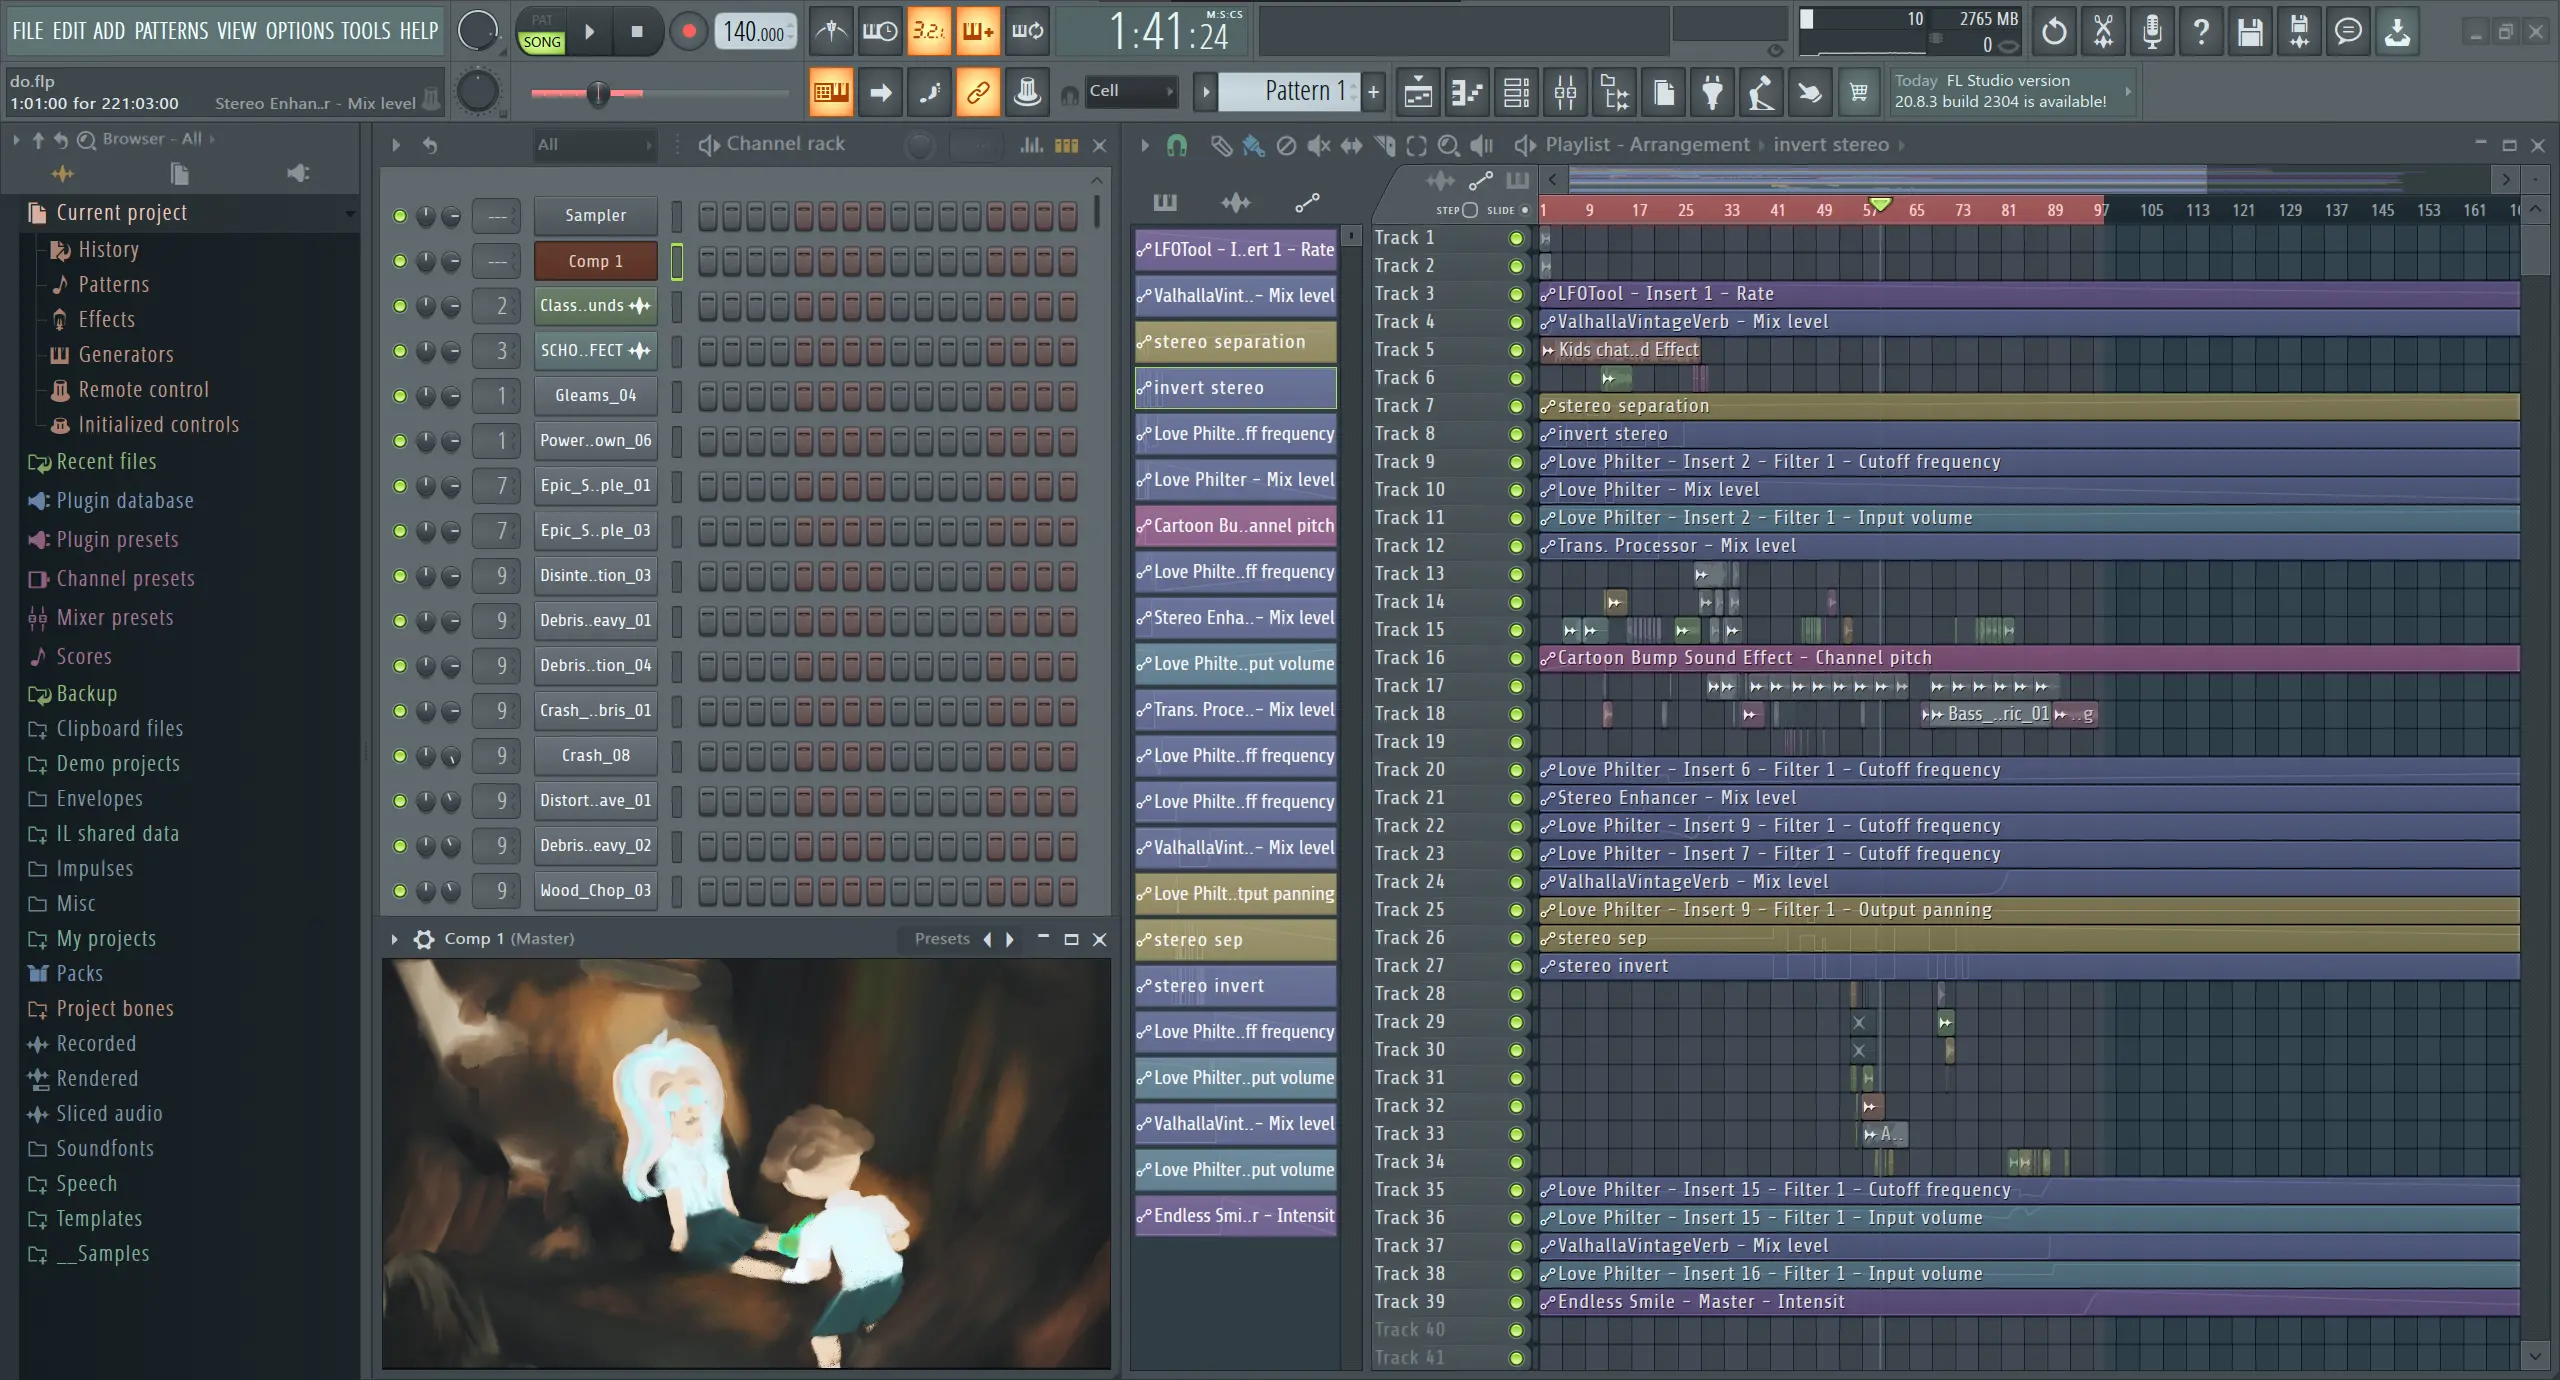 FILE EDIT ADD PATTERNS VIEW OPTIONS TOOLS HELP
PAT
SONG
140.000
3.2.
1:41:24
M:S:CS
10
2765 MB
0
do.flp
1:01:00 for 221:03:00
Stereo Enhan..r - Mix level
Cell
Pattern 1
+
Today FL Studio version
20.8.3 build 2304 is available!
Browser - All
Current project
History
Patterns
Effects
Generators
Remote control
Initialized controls
Recent files
Plugin database
Plugin presets
Channel presets
Mixer presets
Scores
Backup
Clipboard files
Demo projects
Envelopes
IL shared data
Impulses
Misc
My projects
Packs
Project bones
Recorded
Rendered
Sliced audio
Soundfonts
Speech
Templates
__Samples
All
Channel rack
--- Sampler
--- Comp 1
2 Class..unds
3 SCHO..FECT
1 Gleams_04
1 Power..own_06
7 Epic_S..ple_01
7 Epic_S..ple_03
9 Disinte..tion_03
9 Debris..eavy_01
9 Debris..tion_04
9 Crash_..bris_01
9 Crash_08
9 Distort..ave_01
9 Debris..eavy_02
9 Wood_Chop_03
Comp 1 (Master)
Presets
Playlist - Arrangement
invert stereo
LFOTool - I..ert 1 - Rate
ValhallaVint..- Mix level
stereo separation
invert stereo
Love Philte..ff frequency
Love Philter - Mix level
Cartoon Bu..annel pitch
Love Philte..ff frequency
Stereo Enha..- Mix level
Love Philte..put volume
Trans. Proce..- Mix level
Love Philte..ff frequency
Love Philte..ff frequency
ValhallaVint..- Mix level
Love Philt..tput panning
stereo sep
stereo invert
Love Philte..ff frequency
Love Philter..put volume
ValhallaVint..- Mix level
Love Philter..put volume
Endless Smi..r - Intensit
STEP
SLIDE
1 9 17 25 33 41 49 57 65 73 81 89 97 105 113 121 129 137 145 153 161
Track 1
Track 2
Track 3 LFOTool - Insert 1 - Rate
Track 4 ValhallaVintageVerb - Mix level
Track 5 Kids chat..d Effect
Track 6
Track 7 stereo separation
Track 8 invert stereo
Track 9 Love Philter - Insert 2 - Filter 1 - Cutoff frequency
Track 10 Love Philter - Mix level
Track 11 Love Philter - Insert 2 - Filter 1 - Input volume
Track 12 Trans. Processor - Mix level
Track 13
Track 14
Track 15
Track 16 Cartoon Bump Sound Effect - Channel pitch
Track 17
Track 18 Bass_..ric_01 ..g
Track 19
Track 20 Love Philter - Insert 6 - Filter 1 - Cutoff frequency
Track 21 Stereo Enhancer - Mix level
Track 22 Love Philter - Insert 9 - Filter 1 - Cutoff frequency
Track 23 Love Philter - Insert 7 - Filter 1 - Cutoff frequency
Track 24 ValhallaVintageVerb - Mix level
Track 25 Love Philter - Insert 9 - Filter 1 - Output panning
Track 26 stereo sep
Track 27 stereo invert
Track 28
Track 29
Track 30
Track 31
Track 32
Track 33 A..
Track 34
Track 35 Love Philter - Insert 15 - Filter 1 - Cutoff frequency
Track 36 Love Philter - Insert 15 - Filter 1 - Input volume
Track 37 ValhallaVintageVerb - Mix level
Track 38 Love Philter - Insert 16 - Filter 1 - Input volume
Track 39 Endless Smile - Master - Intensit
Track 40
Track 41